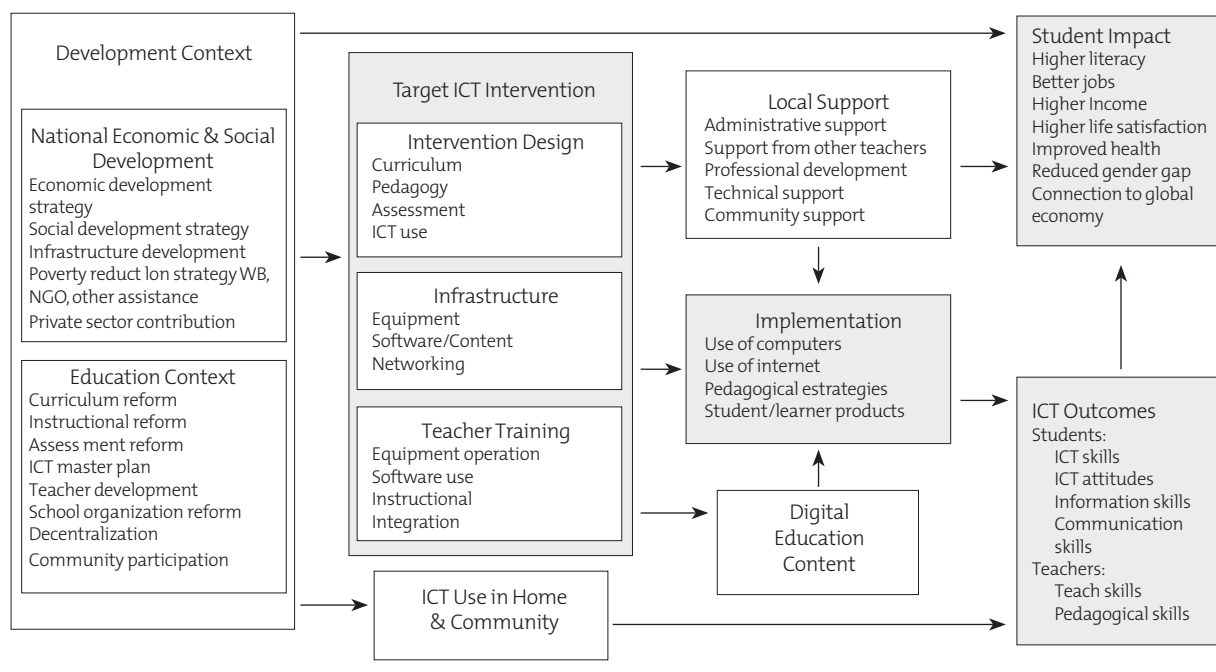 Development Context
National Economic & Social
Development
Economic development
strategy
Social development strategy
Infrastructure development
Poverty reduct lon strategy WB,
NGO, other assistance
Private sector contribution
Education Context
Curriculum reform
Instructional reform
Assess ment reform
ICT master plan
Teacher development
School organization reform
Decentralization
Community participation
Target ICT Intervention
Intervention Design
Curriculum
Pedagogy
Assessment
ICT use
Infrastructure
Equipment
Software/Content
Networking
Teacher Training
Equipment operation
Software use
Instructional
Integration
ICT Use in Home
& Community
Local Support
Administrative support
Support from other teachers
Professional development
Technical support
Community support
Implementation
Use of computers
Use of internet
Pedagogical estrategies
Student/learner products
Digital
Education
Content
Student Impact
Higher literacy
Better jobs
Higher Income
Higher life satisfaction
Improved health
Reduced gender gap
Connection to global
economy
ICT Outcomes
Students:
ICT skills
ICT attitudes
Information skills
Communication
skills
Teachers:
Teach skills
Pedagogical skills